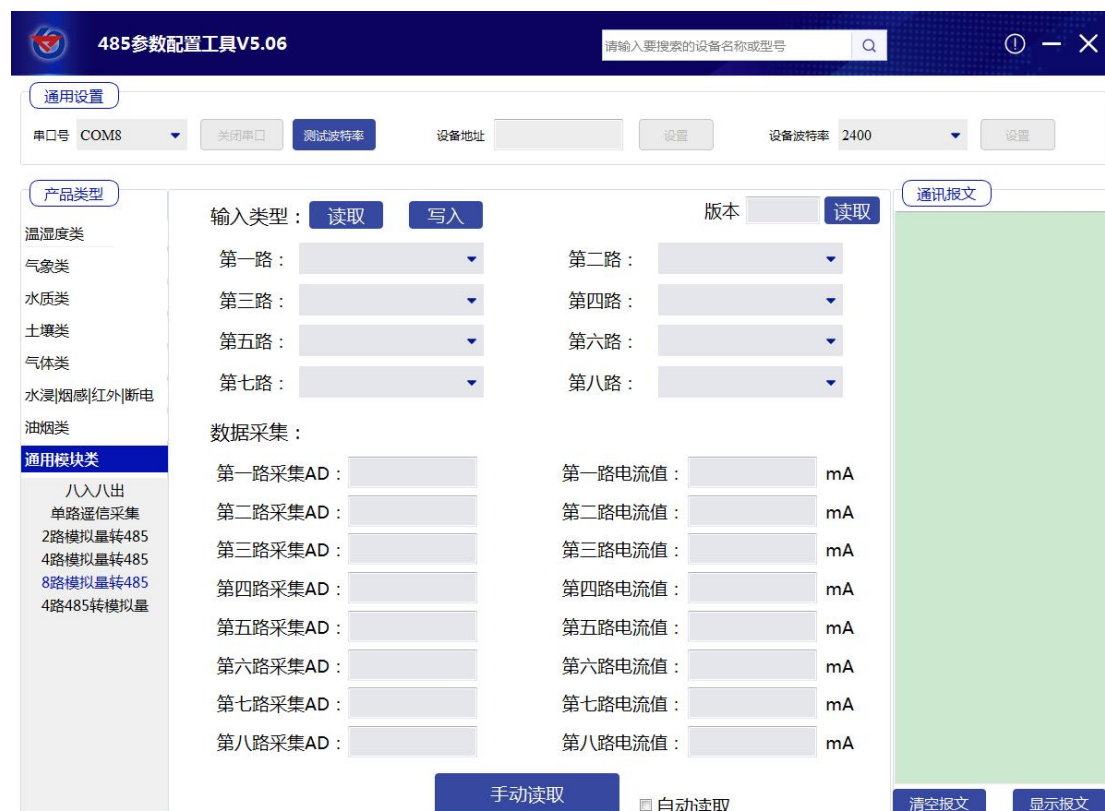 485参数配置工具V5.06
请输入要搜索的设备名称或型号
通用设置
串口号 COM8 关闭串口 测试波特率 设备地址 设置 设备波特率 2400 设置
产品类型
温湿度类
气象类
水质类
土壤类
气体类
水浸|烟感|红外|断电
油烟类
通用模块类
八入八出
单路遥信采集
2路模拟量转485
4路模拟量转485
8路模拟量转485
4路485转模拟量
输入类型： 读取 写入 版本 读取
第一路： 第二路：
第三路： 第四路：
第五路： 第六路：
第七路： 第八路：
数据采集：
第一路采集AD： 第一路电流值： mA
第二路采集AD： 第二路电流值： mA
第三路采集AD： 第三路电流值： mA
第四路采集AD： 第四路电流值： mA
第五路采集AD： 第五路电流值： mA
第六路采集AD： 第六路电流值： mA
第七路采集AD： 第七路电流值： mA
第八路采集AD： 第八路电流值： mA
手动读取 自动读取
通讯报文
清空报文 显示报文